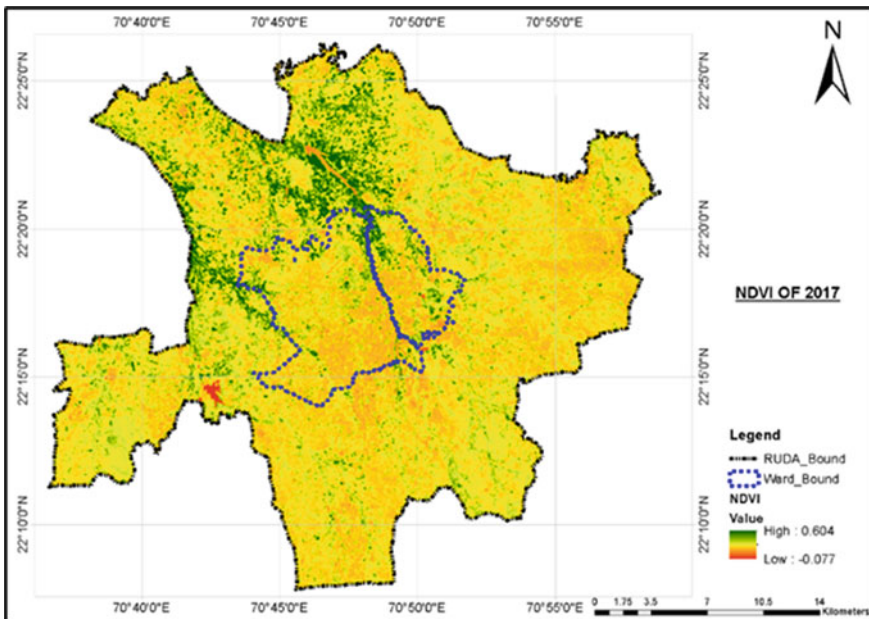 70°40'0"E 70°45'0"E 70°50'0"E 70°55'0"E
N
22°25'0"N 22°25'0"N
22°20'0"N 22°20'0"N
NDVI OF 2017
22°15'0"N 22°15'0"N
Legend
RUDA_Bound
Ward_Bound
NDVI
Value
High : 0.604
Low : -0.077
22°10'0"N 22°10'0"N
70°40'0"E 70°45'0"E 70°50'0"E 70°55'0"E
0 1.75 3.5 7 10.5 14
Kilometers